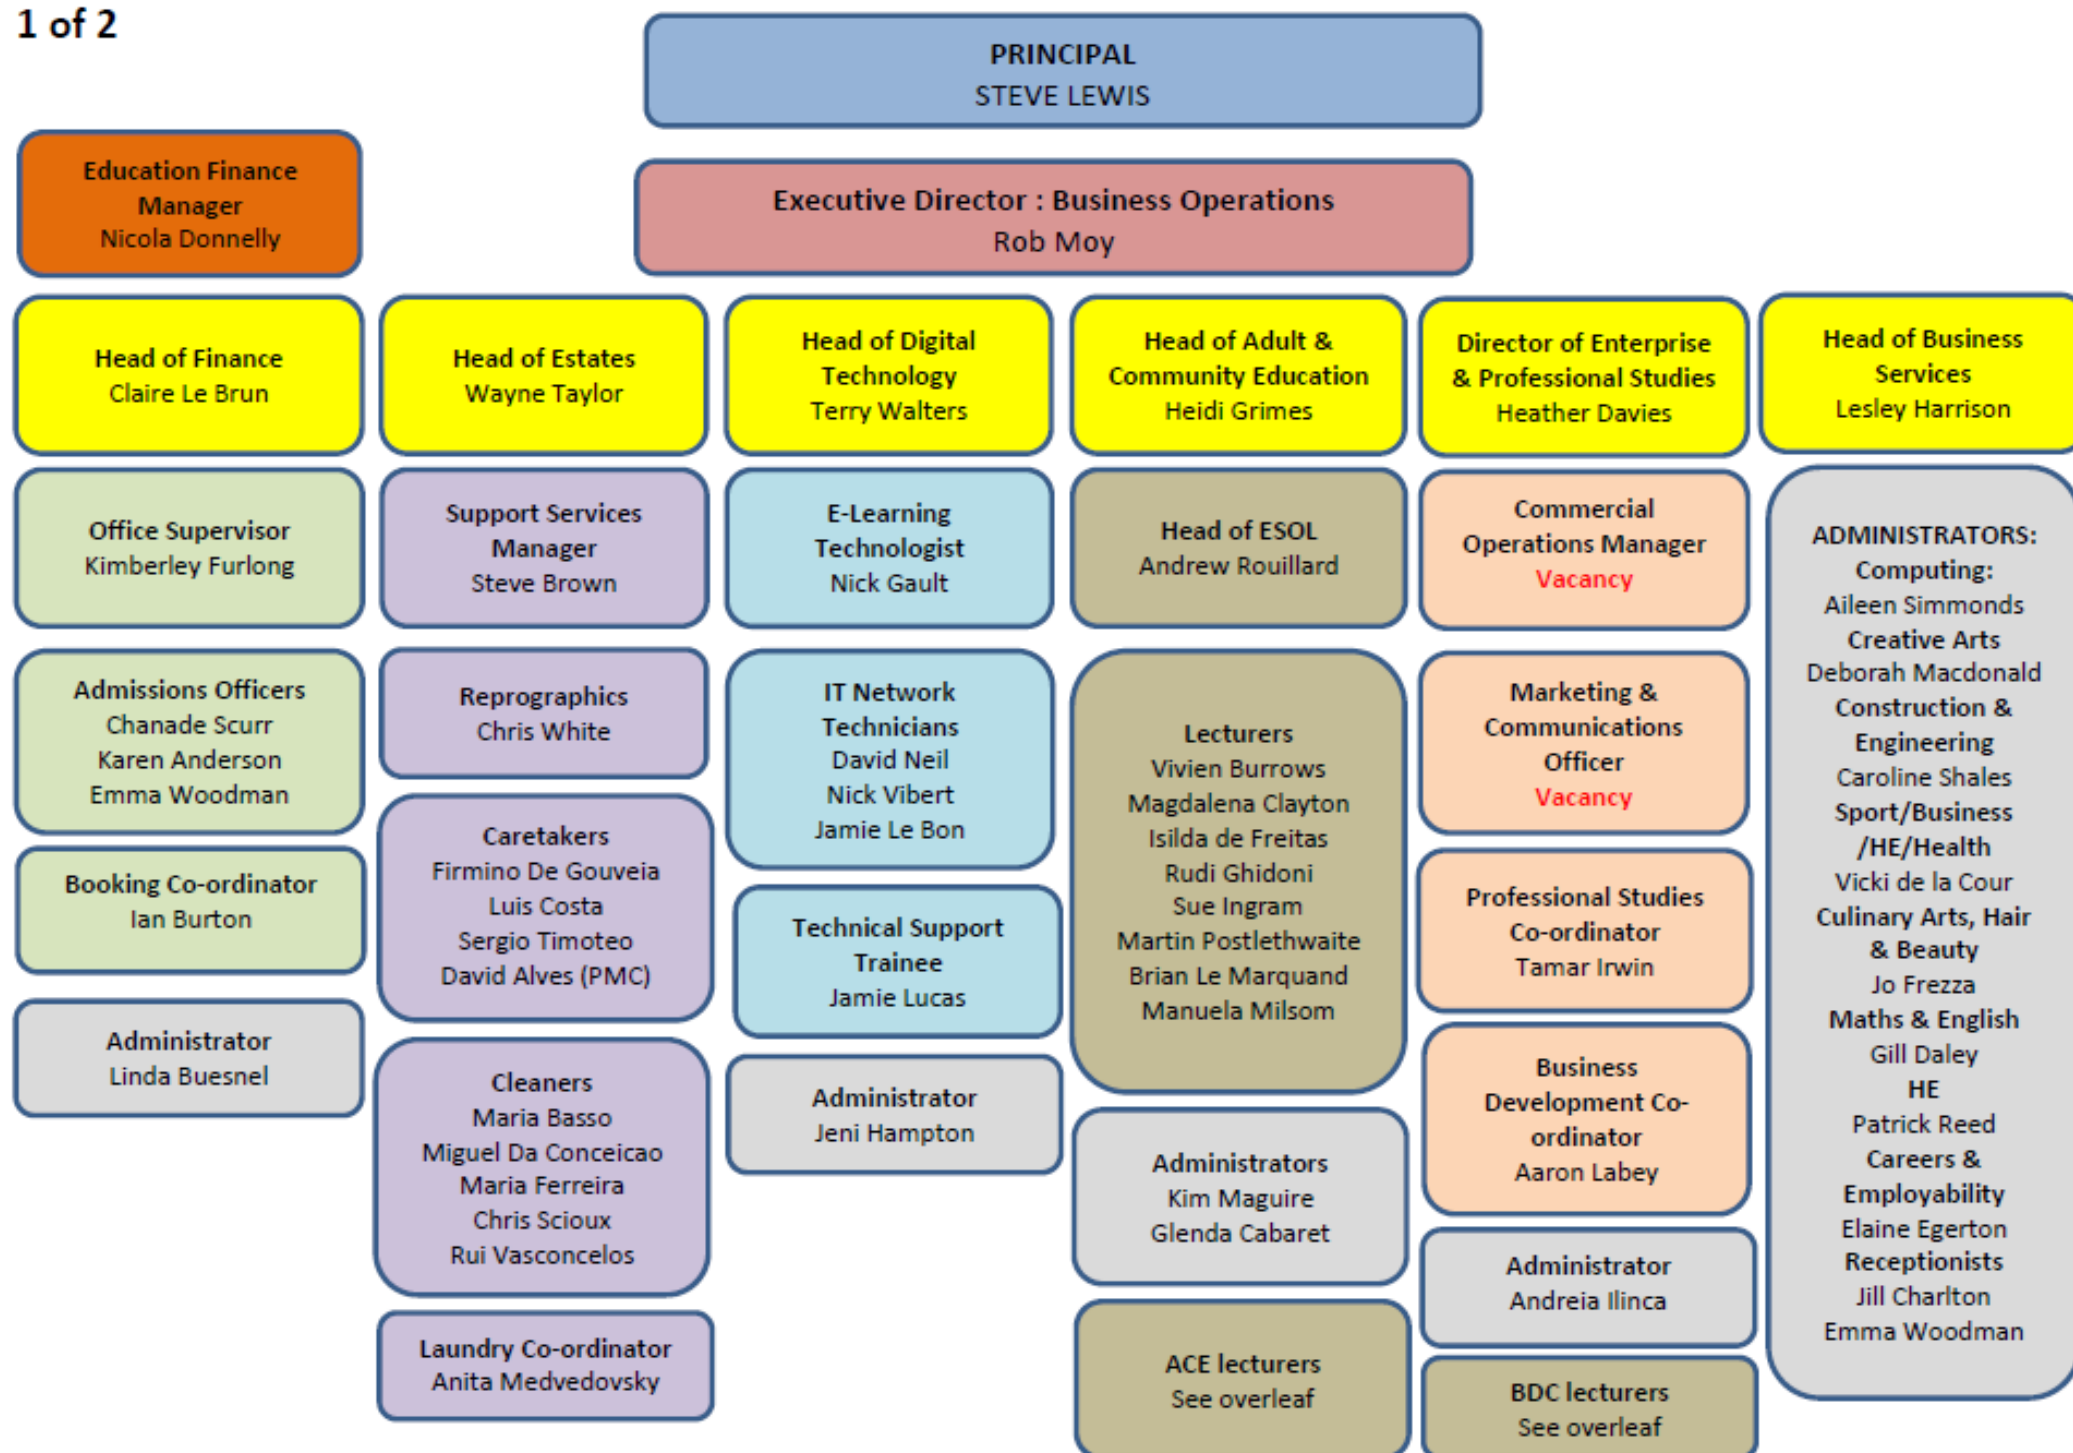 1 of 2
PRINCIPAL
STEVE LEWIS
Education Finance
Manager
Nicola Donnelly
Executive Director : Business Operations
Rob Moy
Head of Finance
Claire Le Brun
Head of Estates
Wayne Taylor
Head of Digital
Technology
Terry Walters
Head of Adult &
Community Education
Heidi Grimes
Director of Enterprise
& Professional Studies
Heather Davies
Head of Business
Services
Lesley Harrison
Office Supervisor
Kimberley Furlong
Admissions Officers
Chanade Scurr
Karen Anderson
Emma Woodman
Booking Co-ordinator
Ian Burton
Administrator
Linda Buesnel
Support Services
Manager
Steve Brown
Reprographics
Chris White
Caretakers
Firmino De Gouveia
Luis Costa
Sergio Timoteo
David Alves (PMC)
Cleaners
Maria Basso
Miguel Da Conceicao
Maria Ferreira
Chris Scioux
Rui Vasconcelos
Laundry Co-ordinator
Anita Medvedovsky
E-Learning
Technologist
Nick Gault
IT Network
Technicians
David Neil
Nick Vibert
Jamie Le Bon
Technical Support
Trainee
Jamie Lucas
Administrator
Jeni Hampton
Head of ESOL
Andrew Rouillard
Lecturers
Vivien Burrows
Magdalena Clayton
Isilda de Freitas
Rudi Ghidoni
Sue Ingram
Martin Postlethwaite
Brian Le Marquand
Manuela Milsom
Administrators
Kim Maguire
Glenda Cabaret
ACE lecturers
See overleaf
Commercial
Operations Manager
Vacancy
Marketing &
Communications
Officer
Vacancy
Professional Studies
Co-ordinator
Tamar Irwin
Business
Development Co-
ordinator
Aaron Labey
Administrator
Andreia Ilinca
BDC lecturers
See overleaf
ADMINISTRATORS:
Computing:
Aileen Simmonds
Creative Arts
Deborah Macdonald
Construction &
Engineering
Caroline Shales
Sport/Business
/HE/Health
Vicki de la Cour
Culinary Arts, Hair
& Beauty
Jo Frezza
Maths & English
Gill Daley
HE
Patrick Reed
Careers &
Employability
Elaine Egerton
Receptionists
Jill Charlton
Emma Woodman